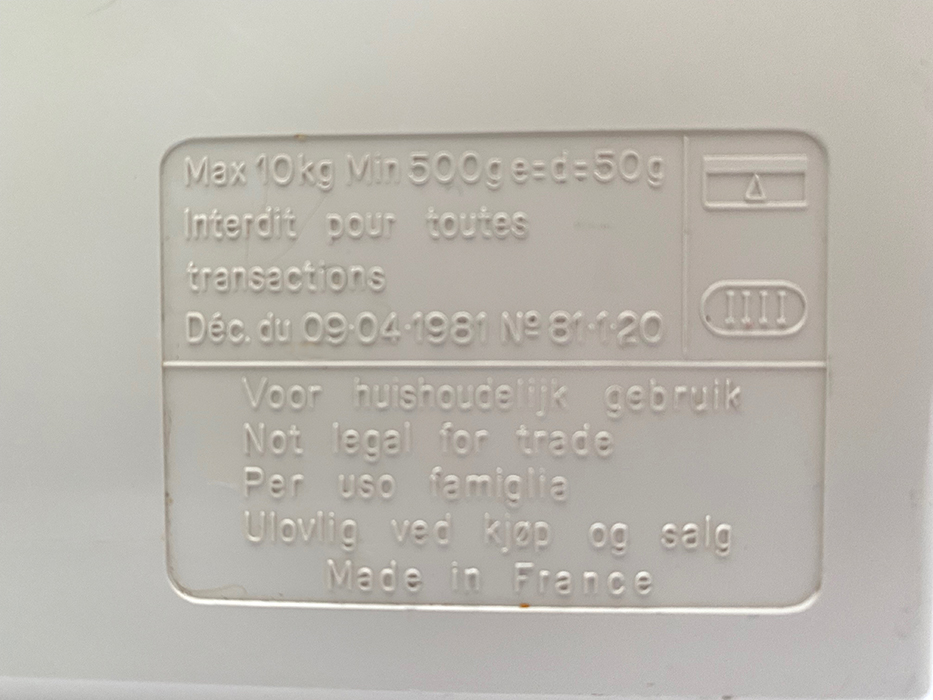 Max 10kg Min 500g e=d=50g
Interdit pour toutes
transactions
Déc. du 09·04·1981 Nº 81·1·20
IIII
Voor huishoudelijk gebruik
Not legal for trade
Per uso famiglia
Ulovlig ved kjøp og salg
Made in France